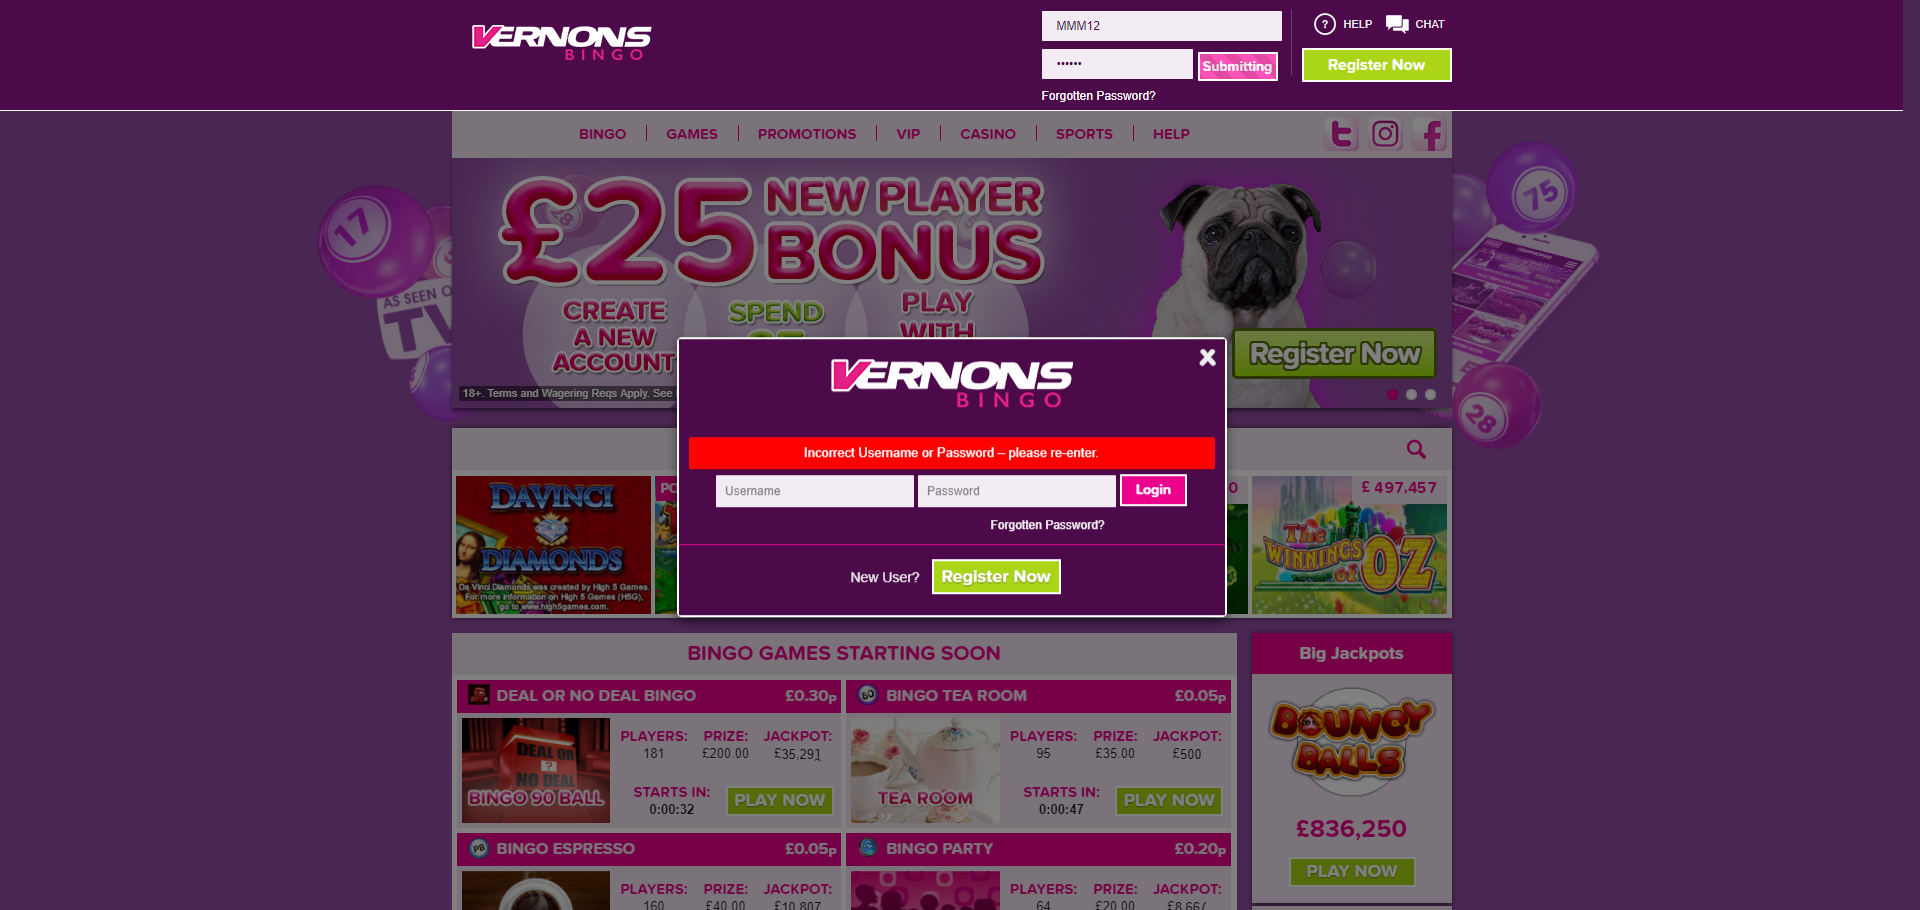 VERNONS
BINGO
MMM12
••••••
Submitting
Forgotten Password?
? HELP
CHAT
Register Now
BINGO
GAMES
PROMOTIONS
VIP
CASINO
SPORTS
HELP
17
AS SEEN O
TV
28
£25 NEW PLAYER
BONUS
CREATE
A NEW
ACCOUNT
SPEND
PLAY
WITH
75
28
Register Now
18+. Terms and Wagering Reqs Apply. See
VERNONS
BINGO
Incorrect Username or Password – please re-enter.
Username
Password
Login
Forgotten Password?
New User?
Register Now
DAVINCI
DIAMONDS
Da Vinci Diamonds was created by High 5 Games.
For more information on High 5 Games (H5G),
go to www.high5games.com.
PO
0
£ 497,457
The
WINNINGS
of OZ
BINGO GAMES STARTING SOON
DEAL OR NO DEAL BINGO
£0.30p
DEAL OR
?
NO DEAL
BINGO 90 BALL
PLAYERS:
PRIZE:
JACKPOT:
181
£200.00
£35,291
STARTS IN:
0:00:32
PLAY NOW
BINGO TEA ROOM
£0.05p
TEA ROOM
PLAYERS:
PRIZE:
JACKPOT:
95
£35.00
£500
STARTS IN:
0:00:47
PLAY NOW
PB
BINGO ESPRESSO
£0.05p
PLAYERS:
PRIZE:
JACKPOT:
160
£40.00
£10,807
BINGO PARTY
£0.20p
PLAYERS:
PRIZE:
JACKPOT:
64
£20.00
£8,667
Big Jackpots
BOUNCY
BALLS
£836,250
PLAY NOW